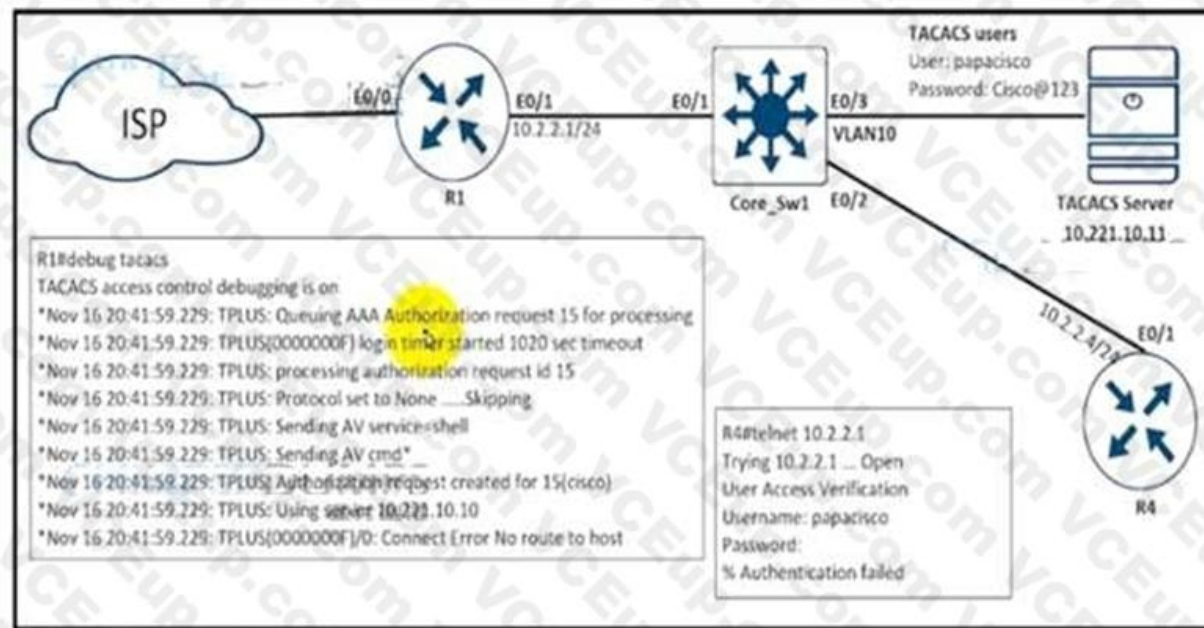 TACACS users
User: papacisco
Password: Cisco@123
ISP
E0/0
E0/1
10.2.2.1/24
R1
E0/1
E0/3
VLAN10
Core_Sw1
E0/2
TACACS Server
10.221.10.11
10.2.2.4/24
E0/1
R4
R1#debug tacacs
TACACS access control debugging is on
*Nov 16 20:41:59.229: TPLUS: Queuing AAA Authorization request 15 for processing
*Nov 16 20:41:59.229: TPLUS(0000000F) login timer started 1020 sec timeout
*Nov 16 20:41:59.229: TPLUS: processing authorization request id 15
*Nov 16 20:41:59.229: TPLUS: Protocol set to None ....Skipping
*Nov 16 20:41:59.229: TPLUS: Sending AV service=shell
*Nov 16 20:41:59.229: TPLUS: Sending AV cmd*
*Nov 16 20:41:59.229: TPLUS: Authorization request created for 15(cisco)
*Nov 16 20:41:59.229: TPLUS: Using server 10.221.10.10
*Nov 16 20:41:59.229: TPLUS(0000000F)/0: Connect Error No route to host
R4#telnet 10.2.2.1
Trying 10.2.2.1 ... Open
User Access Verification
Username: papacisco
Password:
% Authentication failed
VCEup.com